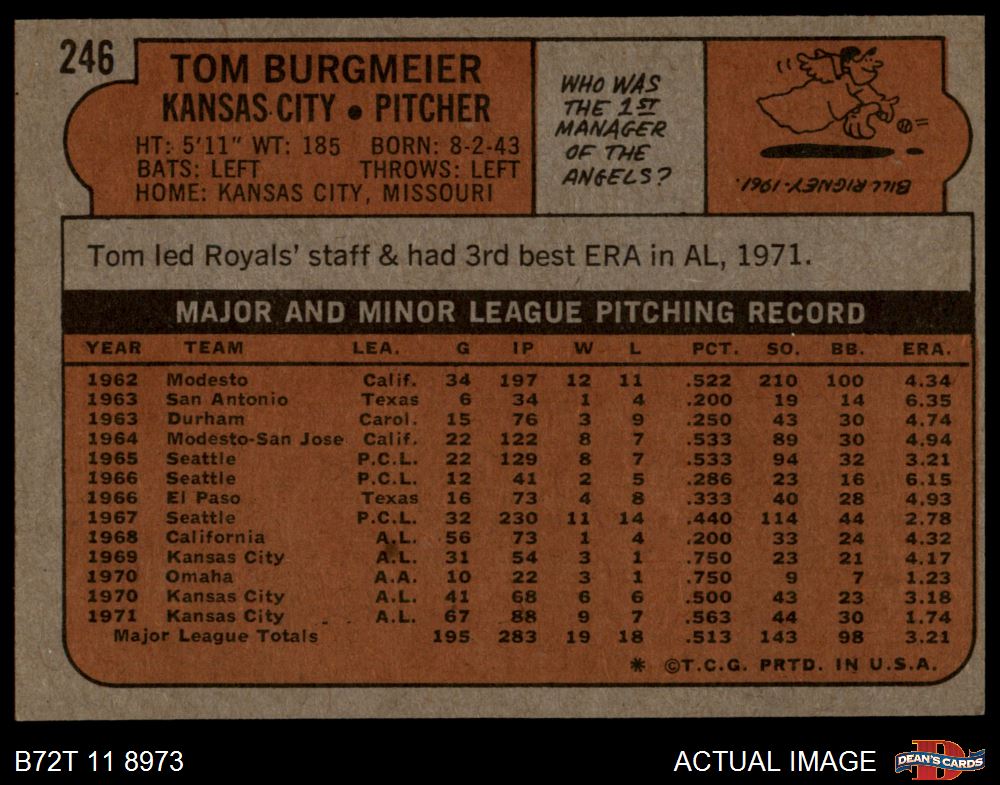 246
TOM BURGMEIER
KANSAS CITY • PITCHER
HT: 5'11" WT: 185 BORN: 8-2-43
BATS: LEFT THROWS: LEFT
HOME: KANSAS CITY, MISSOURI
WHO WAS
THE 1ST
MANAGER
OF THE
ANGELS?
BILL RIGNEY-1961.
Tom led Royals' staff & had 3rd best ERA in AL, 1971.
MAJOR AND MINOR LEAGUE PITCHING RECORD
YEAR TEAM LEA. G IP W L PCT. SO. BB. ERA.
1962 Modesto Calif. 34 197 12 11 .522 210 100 4.34
1963 San Antonio Texas 6 34 1 4 .200 19 14 6.35
1963 Durham Carol. 15 76 3 9 .250 43 30 4.74
1964 Modesto-San Jose Calif. 22 122 8 7 .533 89 30 4.94
1965 Seattle P.C.L. 22 129 8 7 .533 94 32 3.21
1966 Seattle P.C.L. 12 41 2 5 .286 23 16 6.15
1966 El Paso Texas 16 73 4 8 .333 40 28 4.93
1967 Seattle P.C.L. 32 230 11 14 .440 114 44 2.78
1968 California A.L. 56 73 1 4 .200 33 24 4.32
1969 Kansas City A.L. 31 54 3 1 .750 23 21 4.17
1970 Omaha A.A. 10 22 3 1 .750 9 7 1.23
1970 Kansas City A.L. 41 68 6 6 .500 43 23 3.18
1971 Kansas City A.L. 67 88 9 7 .563 44 30 1.74
Major League Totals 195 283 19 18 .513 143 98 3.21
* ©T.C.G. PRTD. IN U.S.A.
B72T 11 8973
ACTUAL IMAGE
DEAN'S CARDS